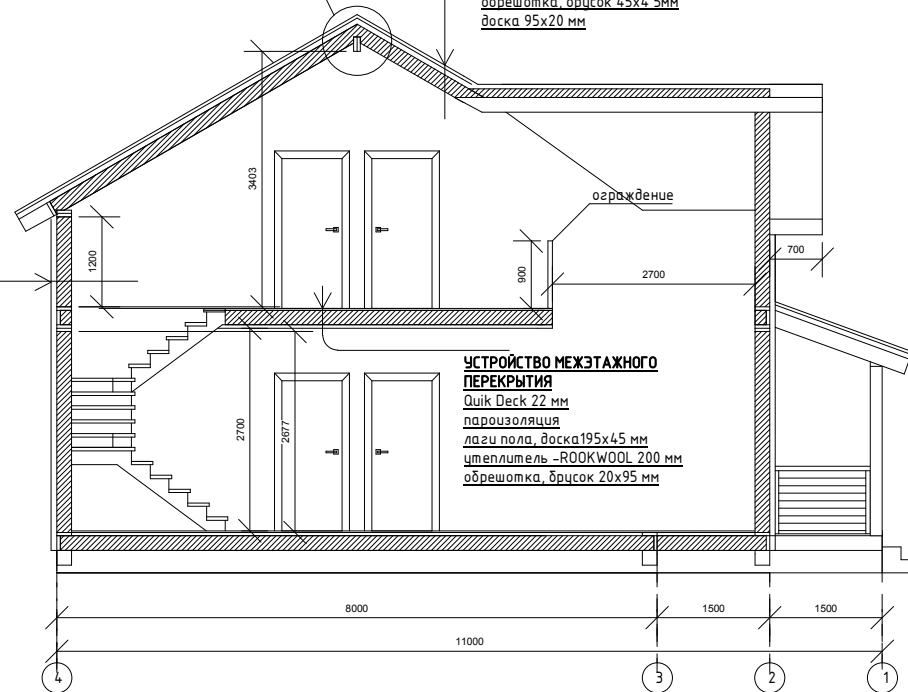 обрешотка, брусок 45х4 5мм
доска 95х20 мм
3403
ограждение
1200
900
2700
700
УСТРОЙСТВО МЕЖЭТАЖНОГО
ПЕРЕКРЫТИЯ
Quik Deck 22 мм
пароизоляция
лаги пола, доска195х45 мм
утеплитель -ROOKWOOL 200 мм
обрешотка, брусок 20х95 мм
2700
2677
8000
1500
1500
11000
4
3
2
1